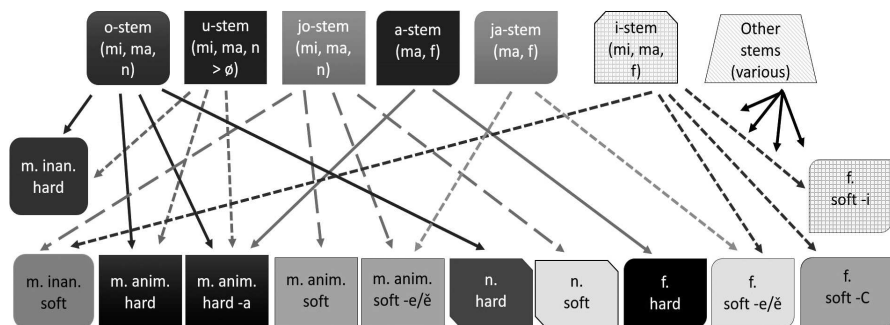 o-stem
(mi, ma,
n)
u-stem
(mi, ma, n
> ø)
jo-stem
(mi, ma,
n)
a-stem
(ma, f)
ja-stem
(ma, f)
i-stem
(mi, ma,
f)
Other
stems
(various)
m. inan.
hard
f.
soft -i
m. inan.
soft
m. anim.
hard
m. anim.
hard -a
m. anim.
soft
m. anim.
soft -e/ě
n.
hard
n.
soft
f.
hard
f.
soft -e/ě
f.
soft -C